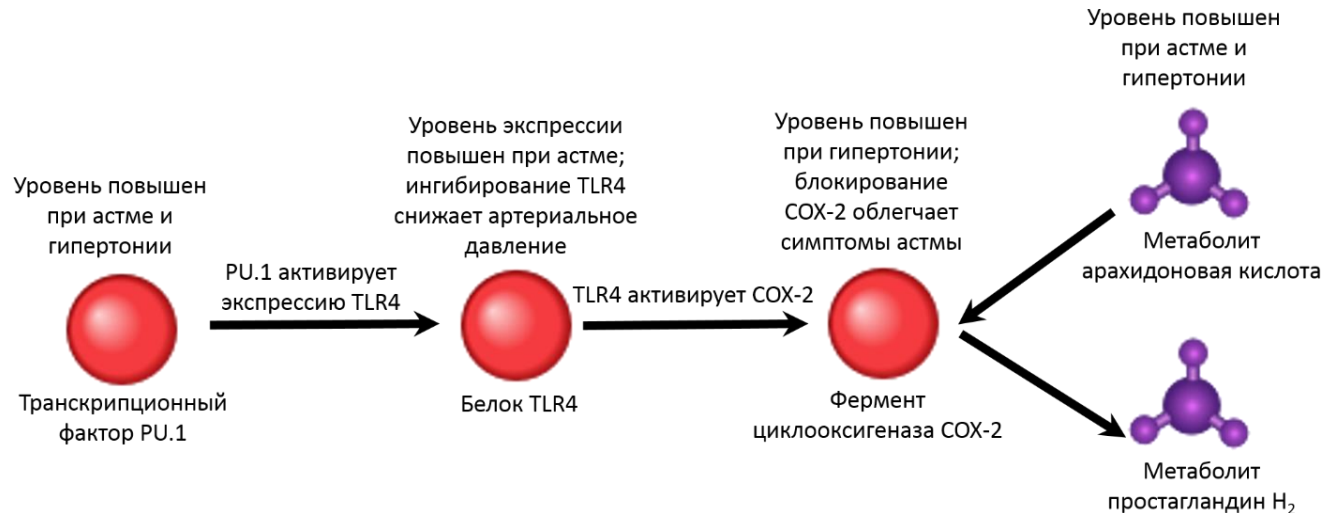 Уровень повышен
при астме и
гипертонии
Транскрипционный
фактор PU.1
PU.1 активирует
экспрессию TLR4
Уровень экспрессии
повышен при астме;
ингибирование TLR4
снижает артериальное
давление
Белок TLR4
TLR4 активирует COX-2
Уровень повышен
при гипертонии;
блокирование
COX-2 облегчает
симптомы астмы
Фермент
циклооксигеназа COX-2
Уровень повышен
при астме и
гипертонии
Метаболит
арахидоновая кислота
Метаболит
простагландин H₂